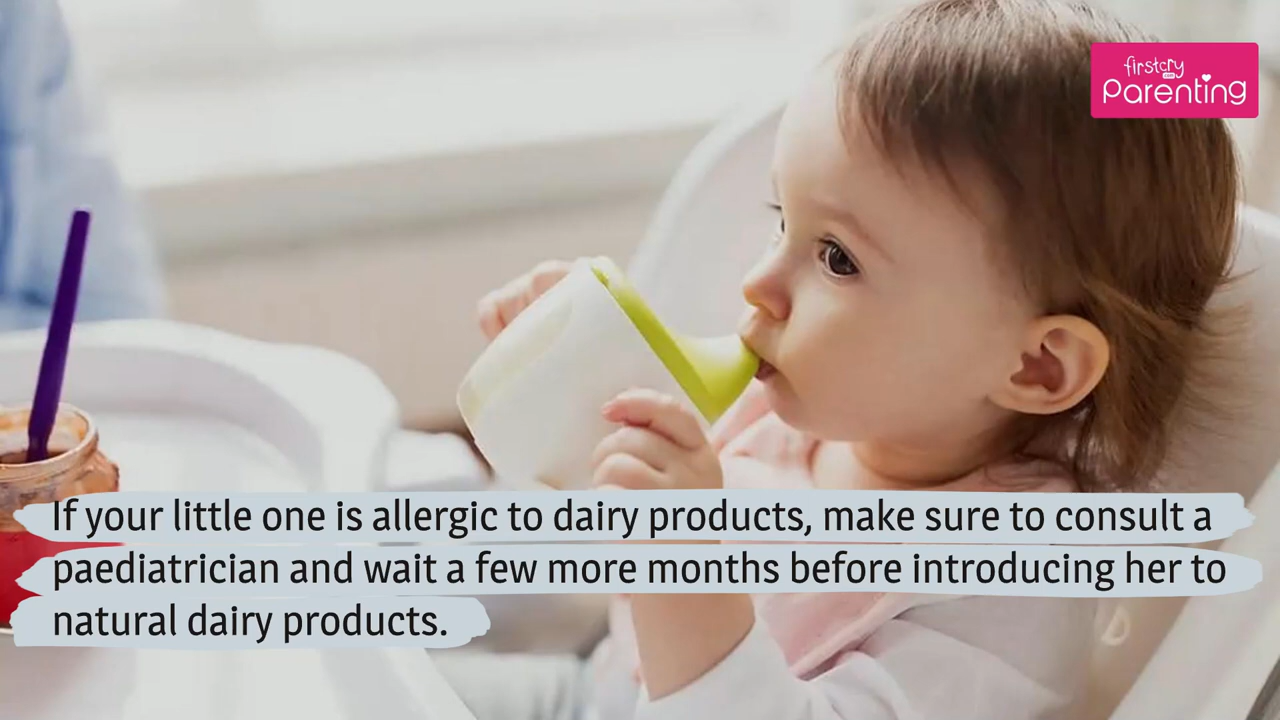 firstcry
.com
Parenting
If your little one is allergic to dairy products, make sure to consult a
paediatrician and wait a few more months before introducing her to
natural dairy products.